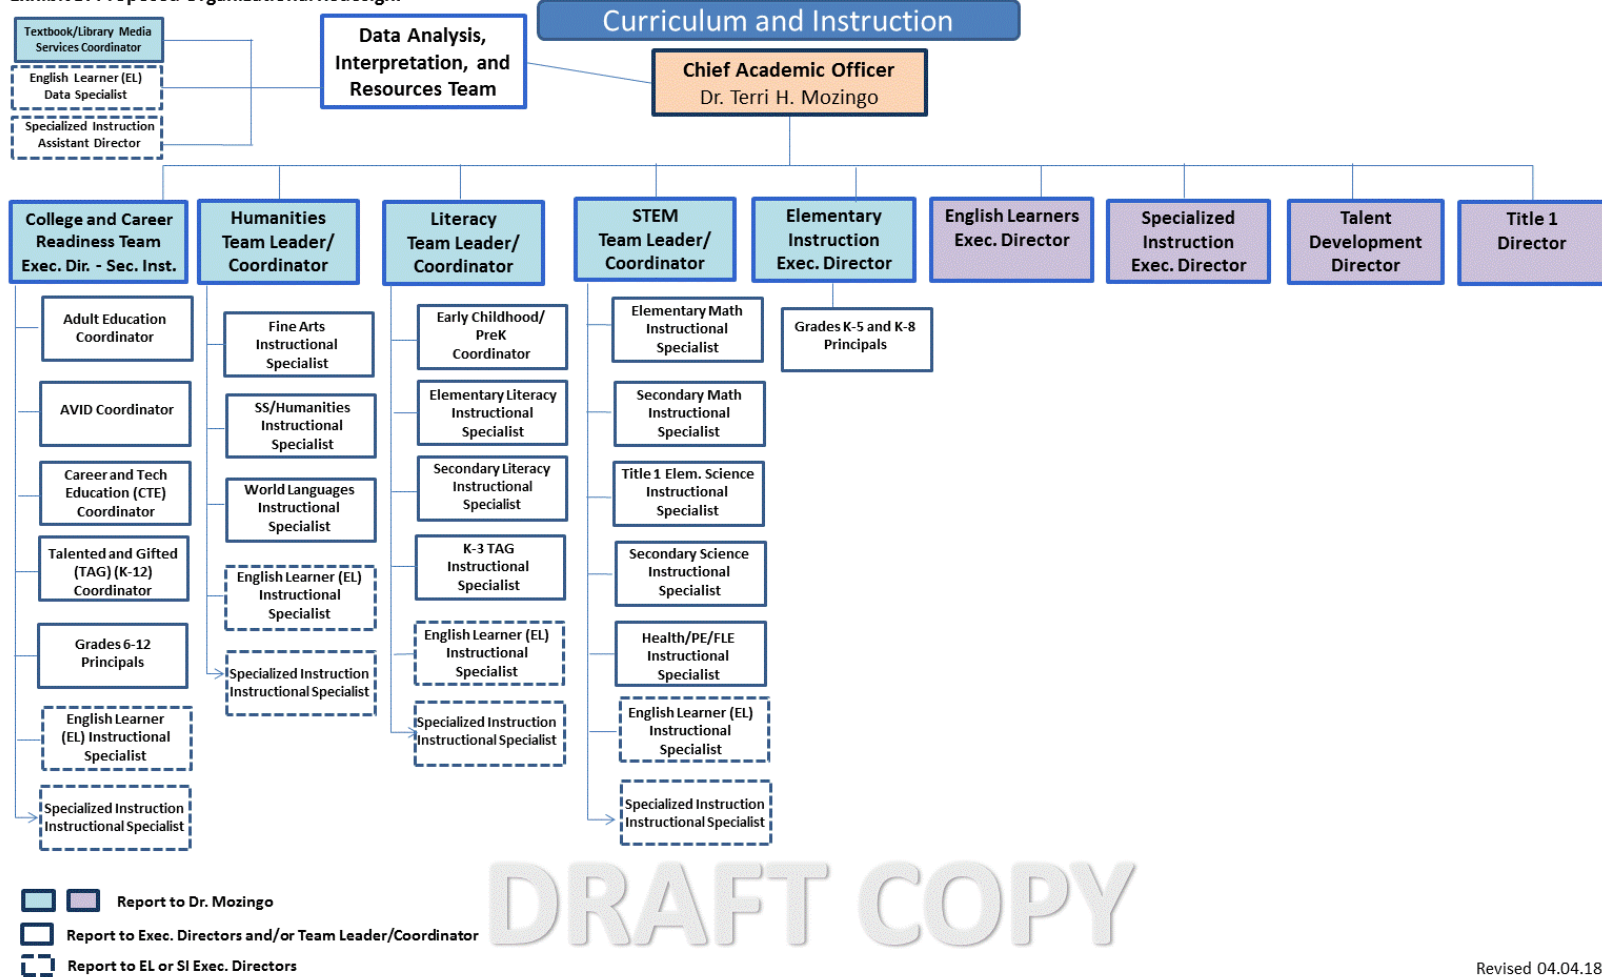 Curriculum and Instruction
Textbook/Library Media
Services Coordinator
English Learner (EL)
Data Specialist
Specialized Instruction
Assistant Director
Data Analysis,
Interpretation, and
Resources Team
Chief Academic Officer
Dr. Terri H. Mozingo
College and Career
Readiness Team
Exec. Dir. - Sec. Inst.
Humanities
Team Leader/
Coordinator
Literacy
Team Leader/
Coordinator
STEM
Team Leader/
Coordinator
Elementary
Instruction
Exec. Director
English Learners
Exec. Director
Specialized
Instruction
Exec. Director
Talent
Development
Director
Title 1
Director
Adult Education
Coordinator
AVID Coordinator
Career and Tech
Education (CTE)
Coordinator
Talented and Gifted
(TAG) (K-12)
Coordinator
Grades 6-12
Principals
English Learner
(EL) Instructional
Specialist
Specialized Instruction
Instructional Specialist
Fine Arts
Instructional
Specialist
SS/Humanities
Instructional
Specialist
World Languages
Instructional
Specialist
English Learner (EL)
Instructional
Specialist
Specialized Instruction
Instructional Specialist
Early Childhood/
PreK
Coordinator
Elementary Literacy
Instructional
Specialist
Secondary Literacy
Instructional
Specialist
K-3 TAG
Instructional
Specialist
English Learner (EL)
Instructional
Specialist
Specialized Instruction
Instructional Specialist
Elementary Math
Instructional
Specialist
Secondary Math
Instructional
Specialist
Title 1 Elem. Science
Instructional
Specialist
Secondary Science
Instructional
Specialist
Health/PE/FLE
Instructional
Specialist
English Learner (EL)
Instructional
Specialist
Specialized Instruction
Instructional Specialist
Grades K-5 and K-8
Principals
DRAFT COPY
Report to Dr. Mozingo
Report to Exec. Directors and/or Team Leader/Coordinator
Report to EL or SI Exec. Directors
Revised 04.04.18